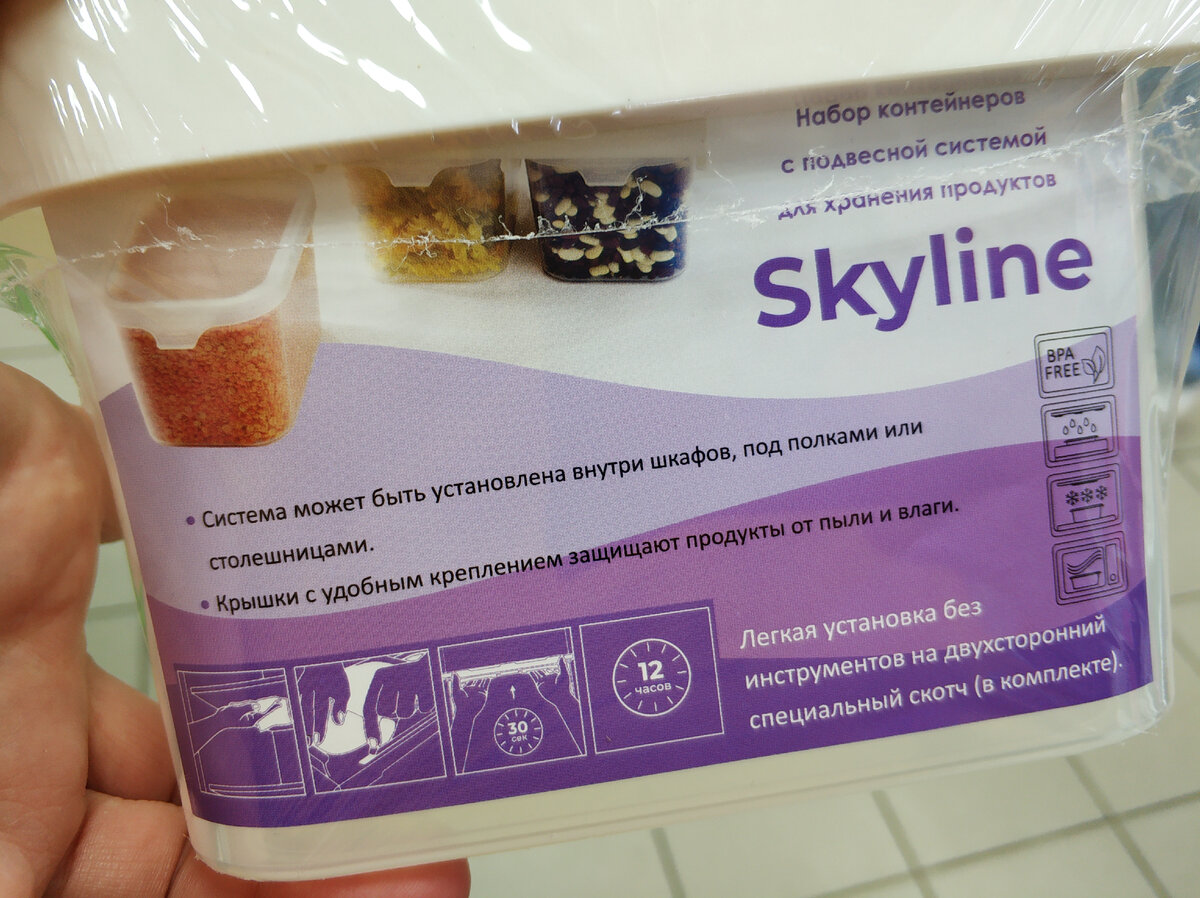 Набор контейнеров
с подвесной системой
для хранения продуктов
Skyline
BPA
FREE
• Система может быть установлена внутри шкафов, под полками или
столешницами.
• Крышки с удобным креплением защищают продукты от пыли и влаги.
30
сек
12
часов
Легкая установка без
инструментов на двухсторонний
специальный скотч (в комплекте).